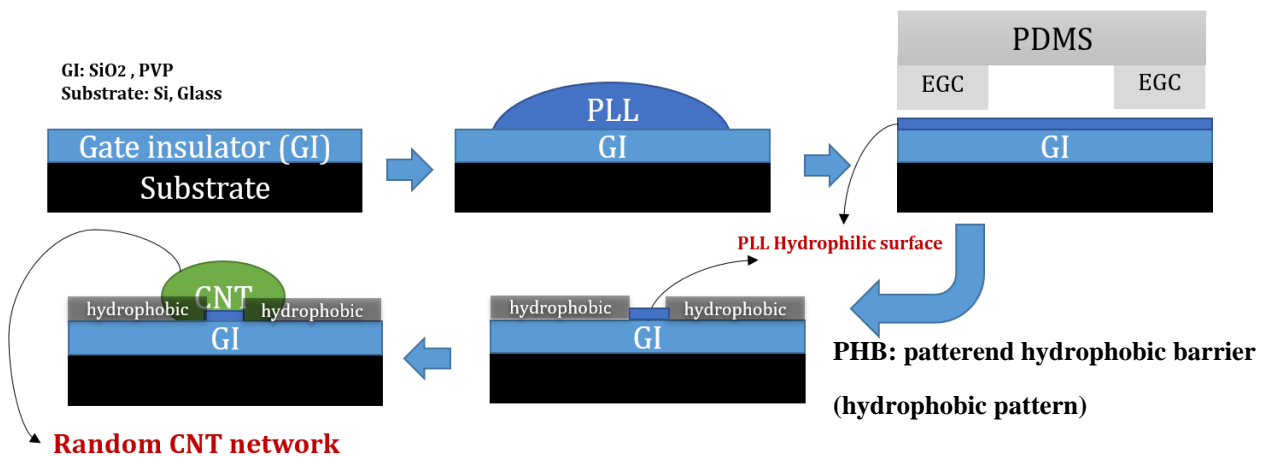 GI: SiO2 , PVP
Substrate: Si, Glass
Gate insulator (GI)
Substrate
PLL
GI
PDMS
EGC
EGC
GI
PLL Hydrophilic surface
hydrophobic
hydrophobic
GI
PHB: patterend hydrophobic barrier
(hydrophobic pattern)
CNT
hydrophobic
hydrophobic
GI
Random CNT network